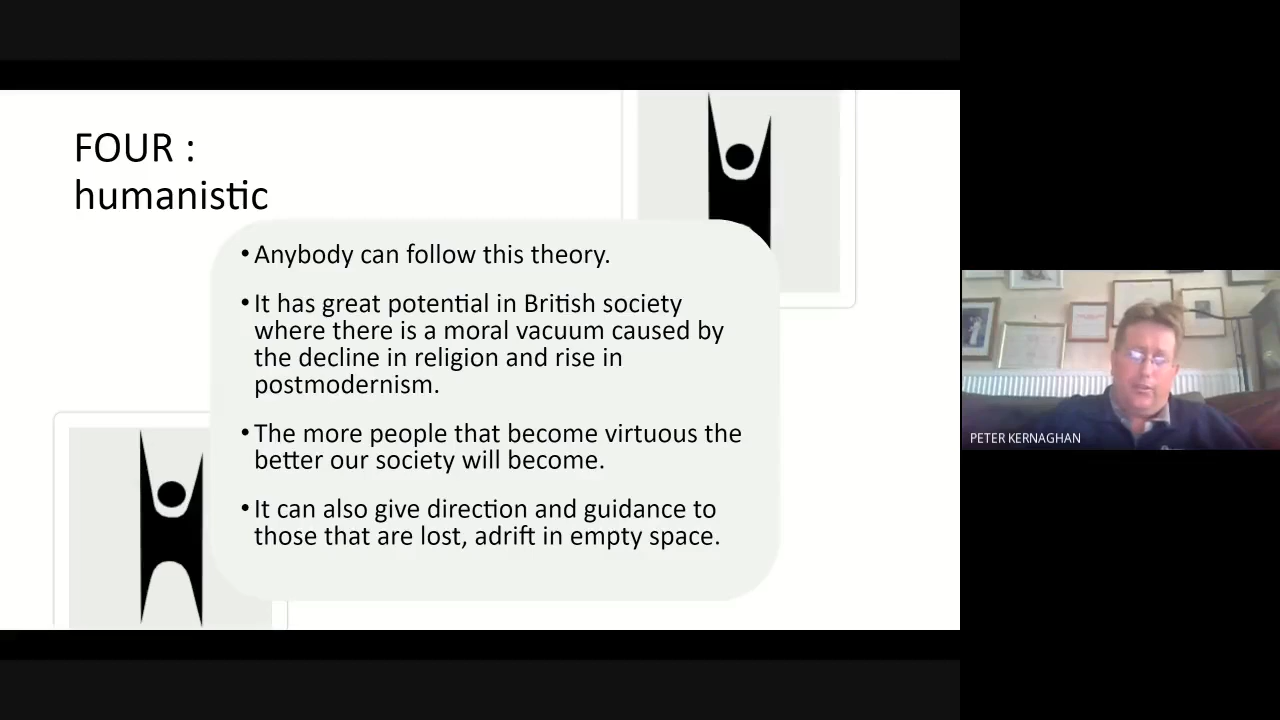 FOUR :
humanistic
•Anybody can follow this theory.
•It has great potential in British society
where there is a moral vacuum caused by
the decline in religion and rise in
postmodernism.
•The more people that become virtuous the
better our society will become.
•It can also give direction and guidance to
those that are lost, adrift in empty space.
PETER KERNAGHAN